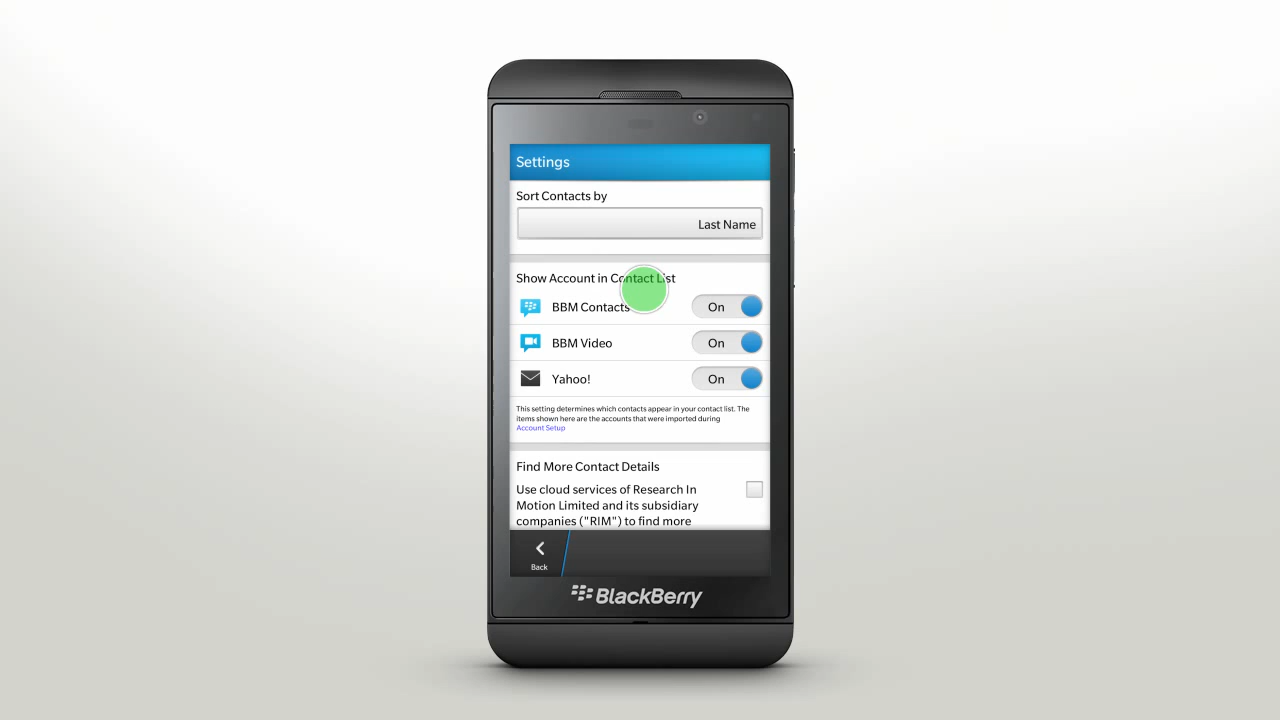 Settings
Sort Contacts by
Last Name
Show Account in Contact List
BBM Contacts On
BBM Video On
Yahoo! On
This setting determines which contacts appear in your contact list. The
items shown here are the accounts that were imported during
Account Setup
Find More Contact Details
Use cloud services of Research In
Motion Limited and its subsidiary
companies ("RIM") to find more
Back
BlackBerry